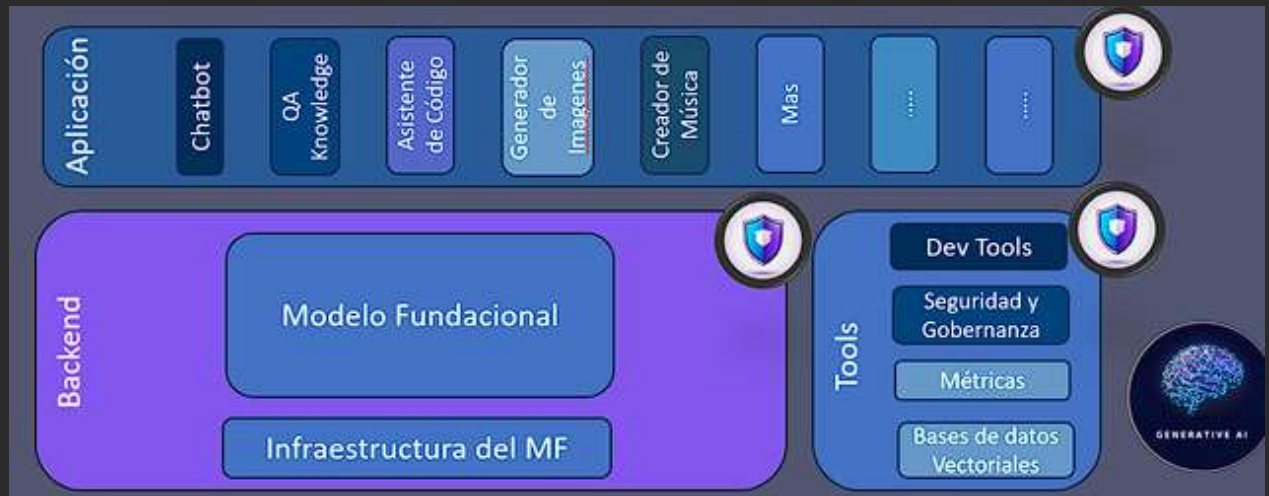 Aplicación
Chatbot
QA
Knowledge
Asistente
de Código
Generador
de
Imagenes
Creador de
Música
Mas
.....
.....
Backend
Modelo Fundacional
Infraestructura del MF
Tools
Dev Tools
Seguridad y
Gobernanza
Métricas
Bases de datos
Vectoriales
GENERATIVE AI